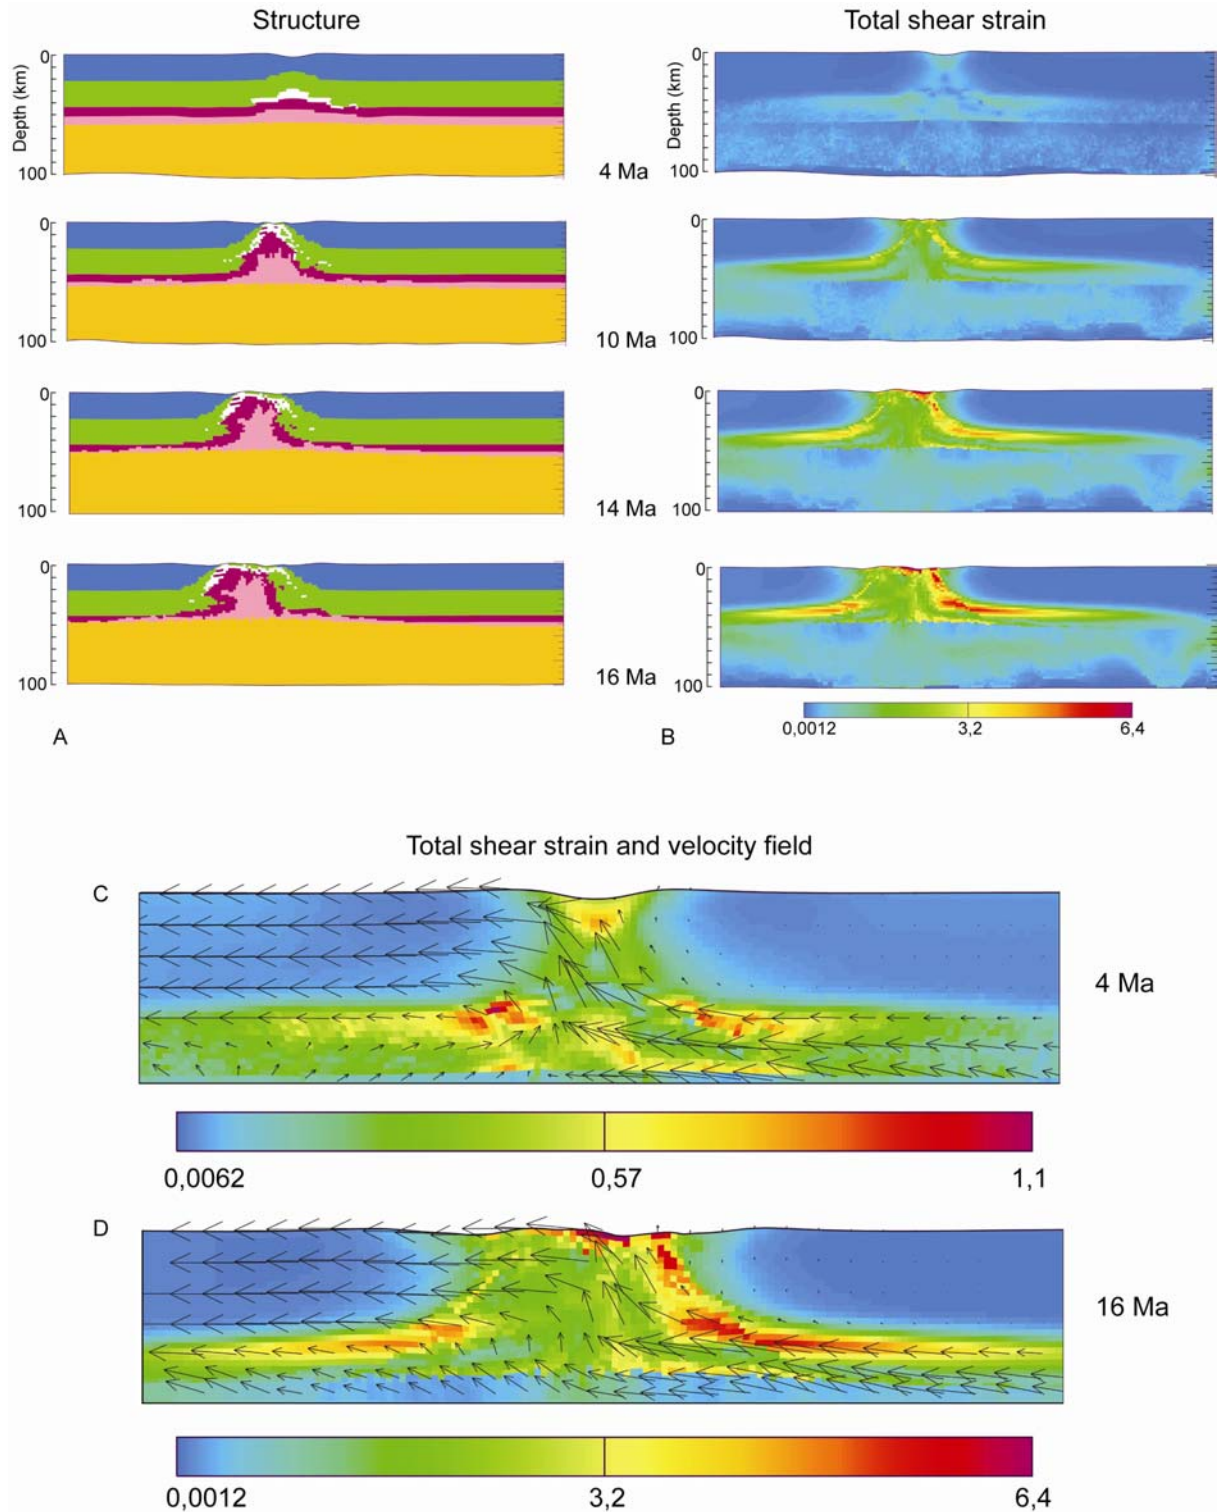 Structure
Total shear strain
0
Depth (km)
100
4 Ma
0
Depth (km)
100
0
100
10 Ma
0
100
0
100
14 Ma
0
100
0
100
16 Ma
0
100
0,0012 3,2 6,4
A
B
Total shear strain and velocity field
C
4 Ma
0,0062 0,57 1,1
D
16 Ma
0,0012 3,2 6,4